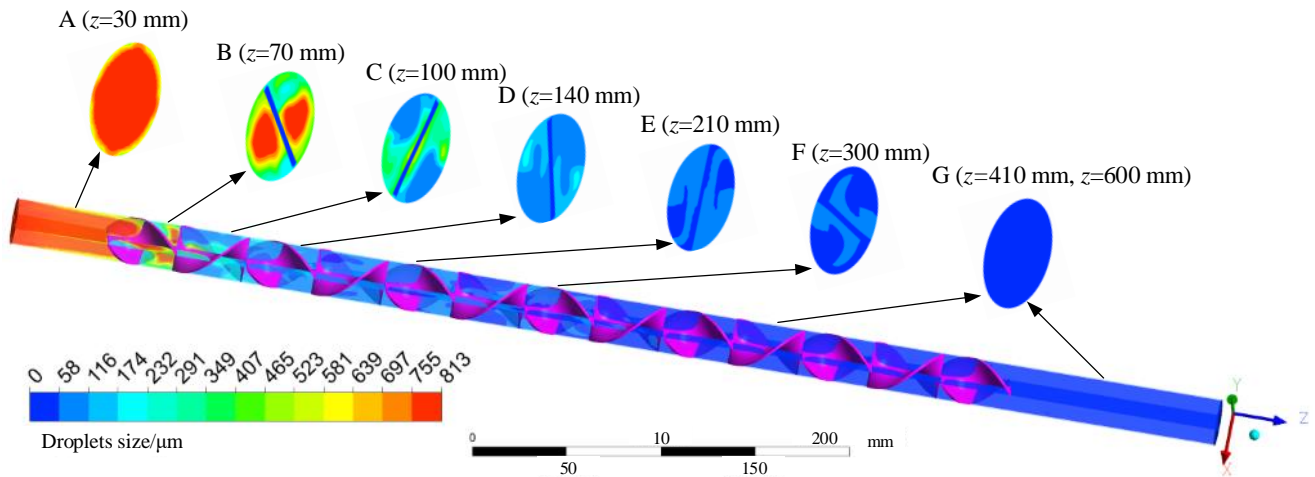 A (z=30 mm)
B (z=70 mm)
C (z=100 mm)
D (z=140 mm)
E (z=210 mm)
F (z=300 mm)
G (z=410 mm, z=600 mm)
0 58 116 174 232 291 349 407 465 523 581 639 697 755 813
Droplets size/μm
0 10 200 mm
50 150
Y
Z
X